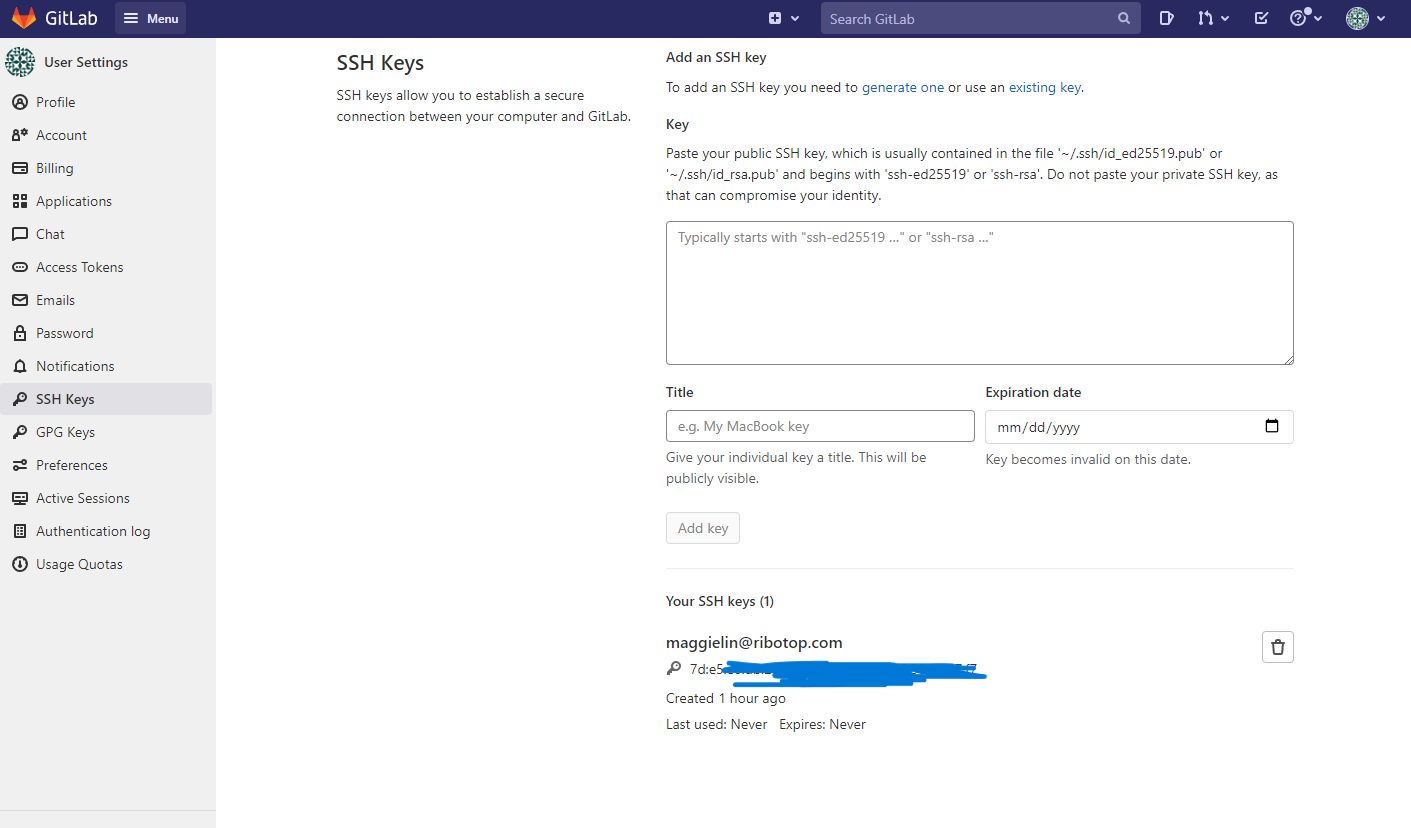 GitLab
Menu
Search GitLab
User Settings
Profile
Account
Billing
Applications
Chat
Access Tokens
Emails
Password
Notifications
SSH Keys
GPG Keys
Preferences
Active Sessions
Authentication log
Usage Quotas
SSH Keys
SSH keys allow you to establish a secure
connection between your computer and GitLab.
Add an SSH key
To add an SSH key you need to generate one or use an existing key.
Key
Paste your public SSH key, which is usually contained in the file '~/.ssh/id_ed25519.pub' or
'~/.ssh/id_rsa.pub' and begins with 'ssh-ed25519' or 'ssh-rsa'. Do not paste your private SSH key, as
that can compromise your identity.
Typically starts with "ssh-ed25519 ..." or "ssh-rsa ..."
Title
Expiration date
e.g. My MacBook key
mm/dd/yyyy
Give your individual key a title. This will be
publicly visible.
Key becomes invalid on this date.
Add key
Your SSH keys (1)
maggielin@ribotop.com
7d:e5
Created 1 hour ago
Last used: Never Expires: Never